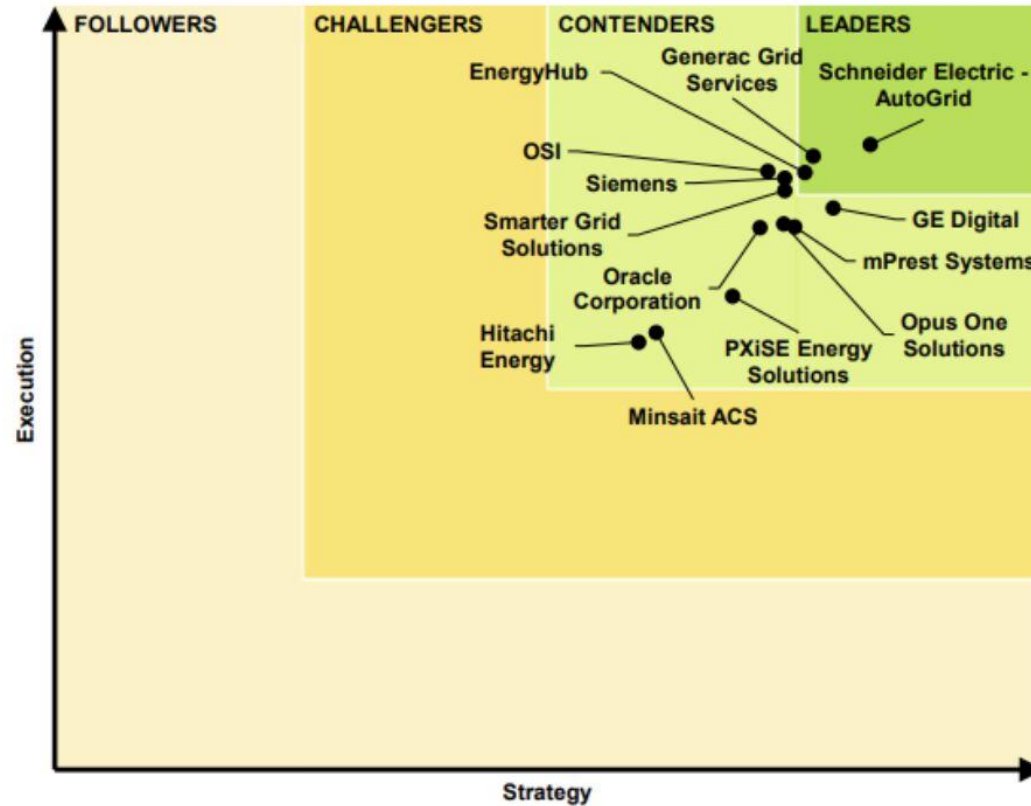 FOLLOWERS
CHALLENGERS
CONTENDERS
LEADERS
Generac Grid
Services
EnergyHub
Schneider Electric -
AutoGrid
OSI
Siemens
Smarter Grid
Solutions
GE Digital
mPrest Systems
Oracle
Corporation
Opus One
Solutions
Hitachi
Energy
PXiSE Energy
Solutions
Minsait ACS
Execution
Strategy